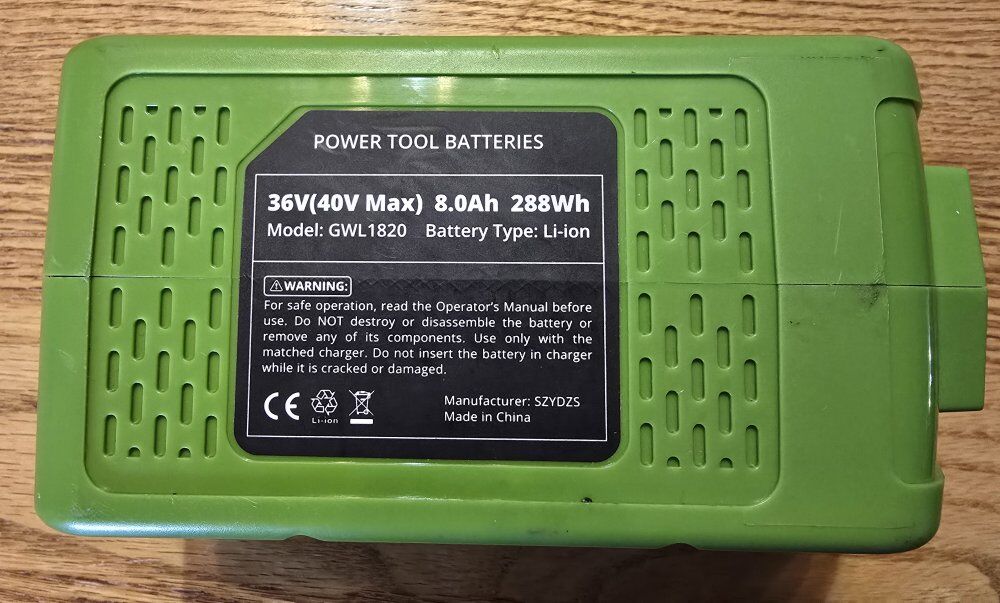 POWER TOOL BATTERIES
36V(40V Max) 8.0Ah 288Wh
Model: GWL1820 Battery Type: Li-ion
⚠WARNING:
For safe operation, read the Operator's Manual before
use. Do NOT destroy or disassemble the battery or
remove any of its components. Use only with the
matched charger. Do not insert the battery in charger
while it is cracked or damaged.
CE
Li-ion
Manufacturer: SZYDZS
Made in China